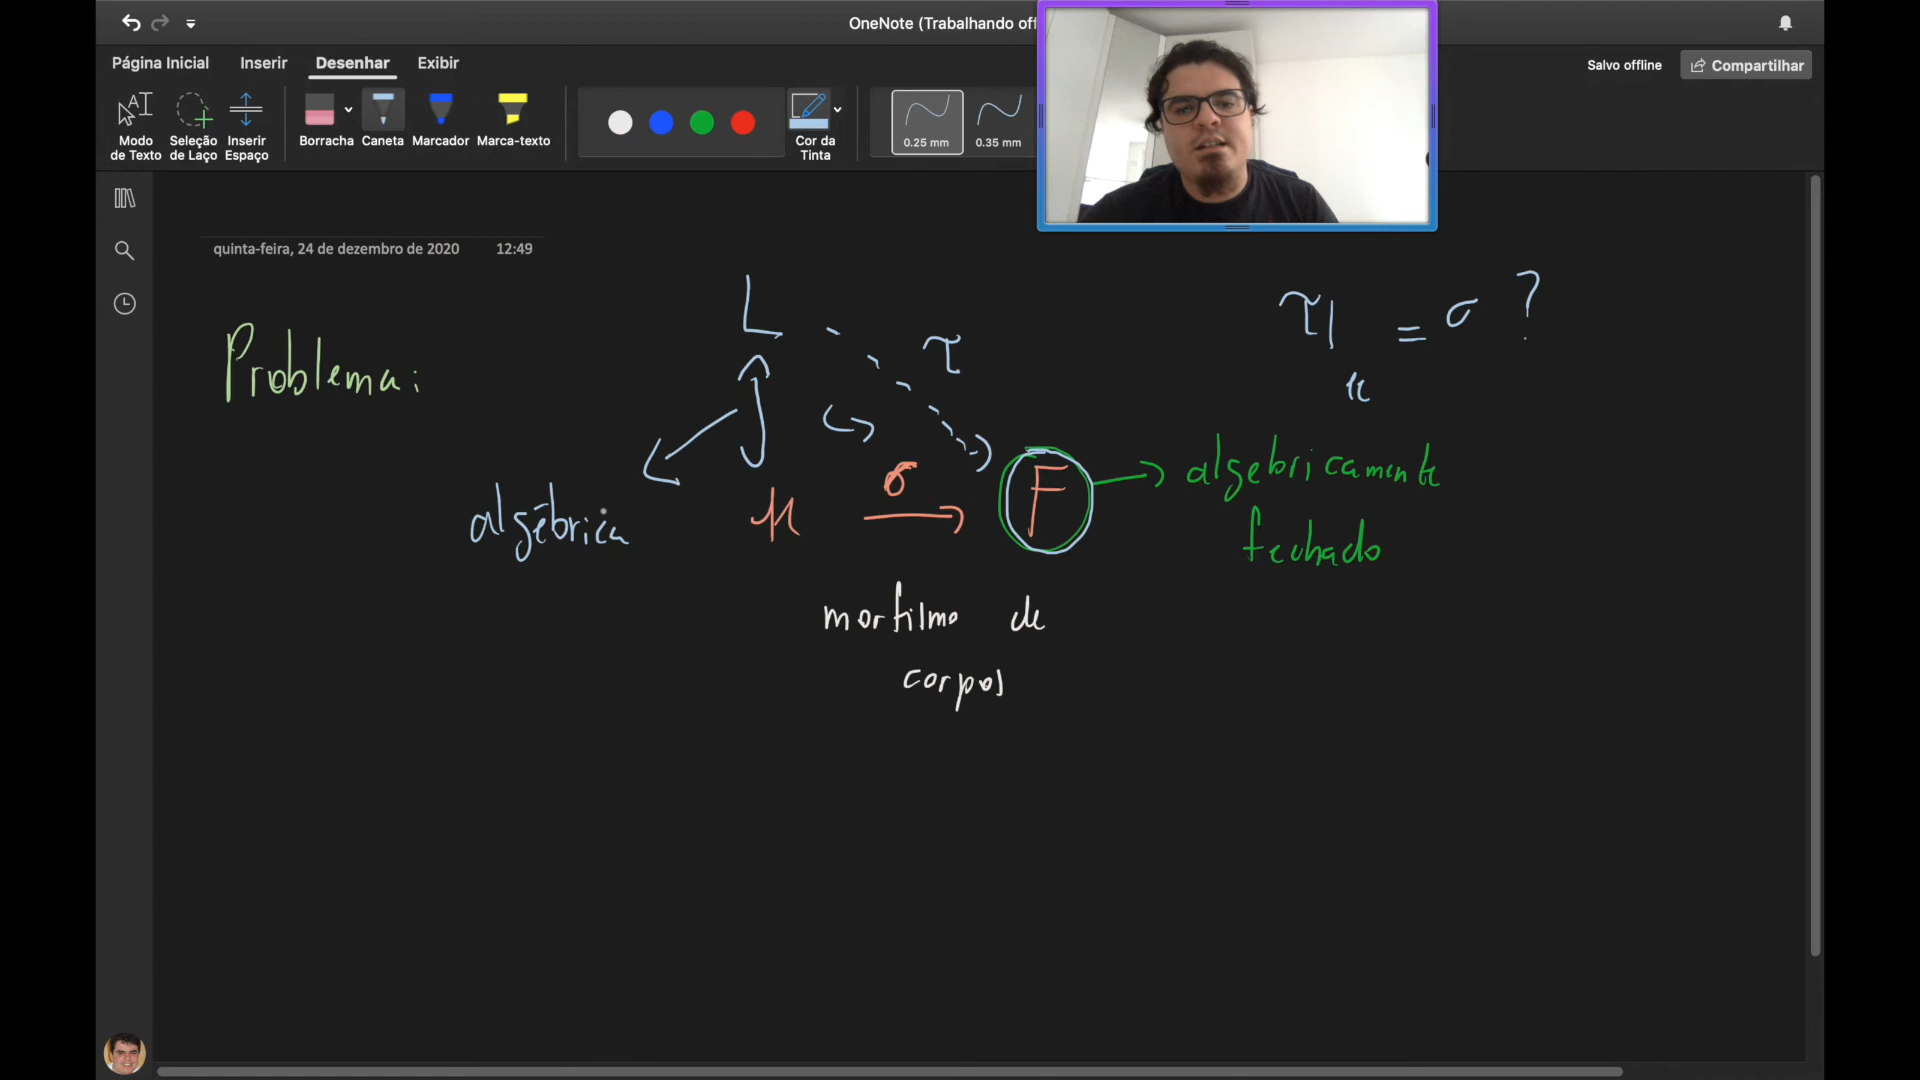 OneNote (Trabalhando off
Página Inicial Inserir Desenhar Exibir
Salvo offline Compartilhar
Modo de Texto Seleção de Laço Inserir Espaço Borracha Caneta Marcador Marca-texto Cor da Tinta 0.25 mm 0.35 mm
quinta-feira, 24 de dezembro de 2020 12:49
Problema:
L
τ
τ|K = σ ?
algébrica
K σ F
algebricamente
fechado
morfilmo de
corpos